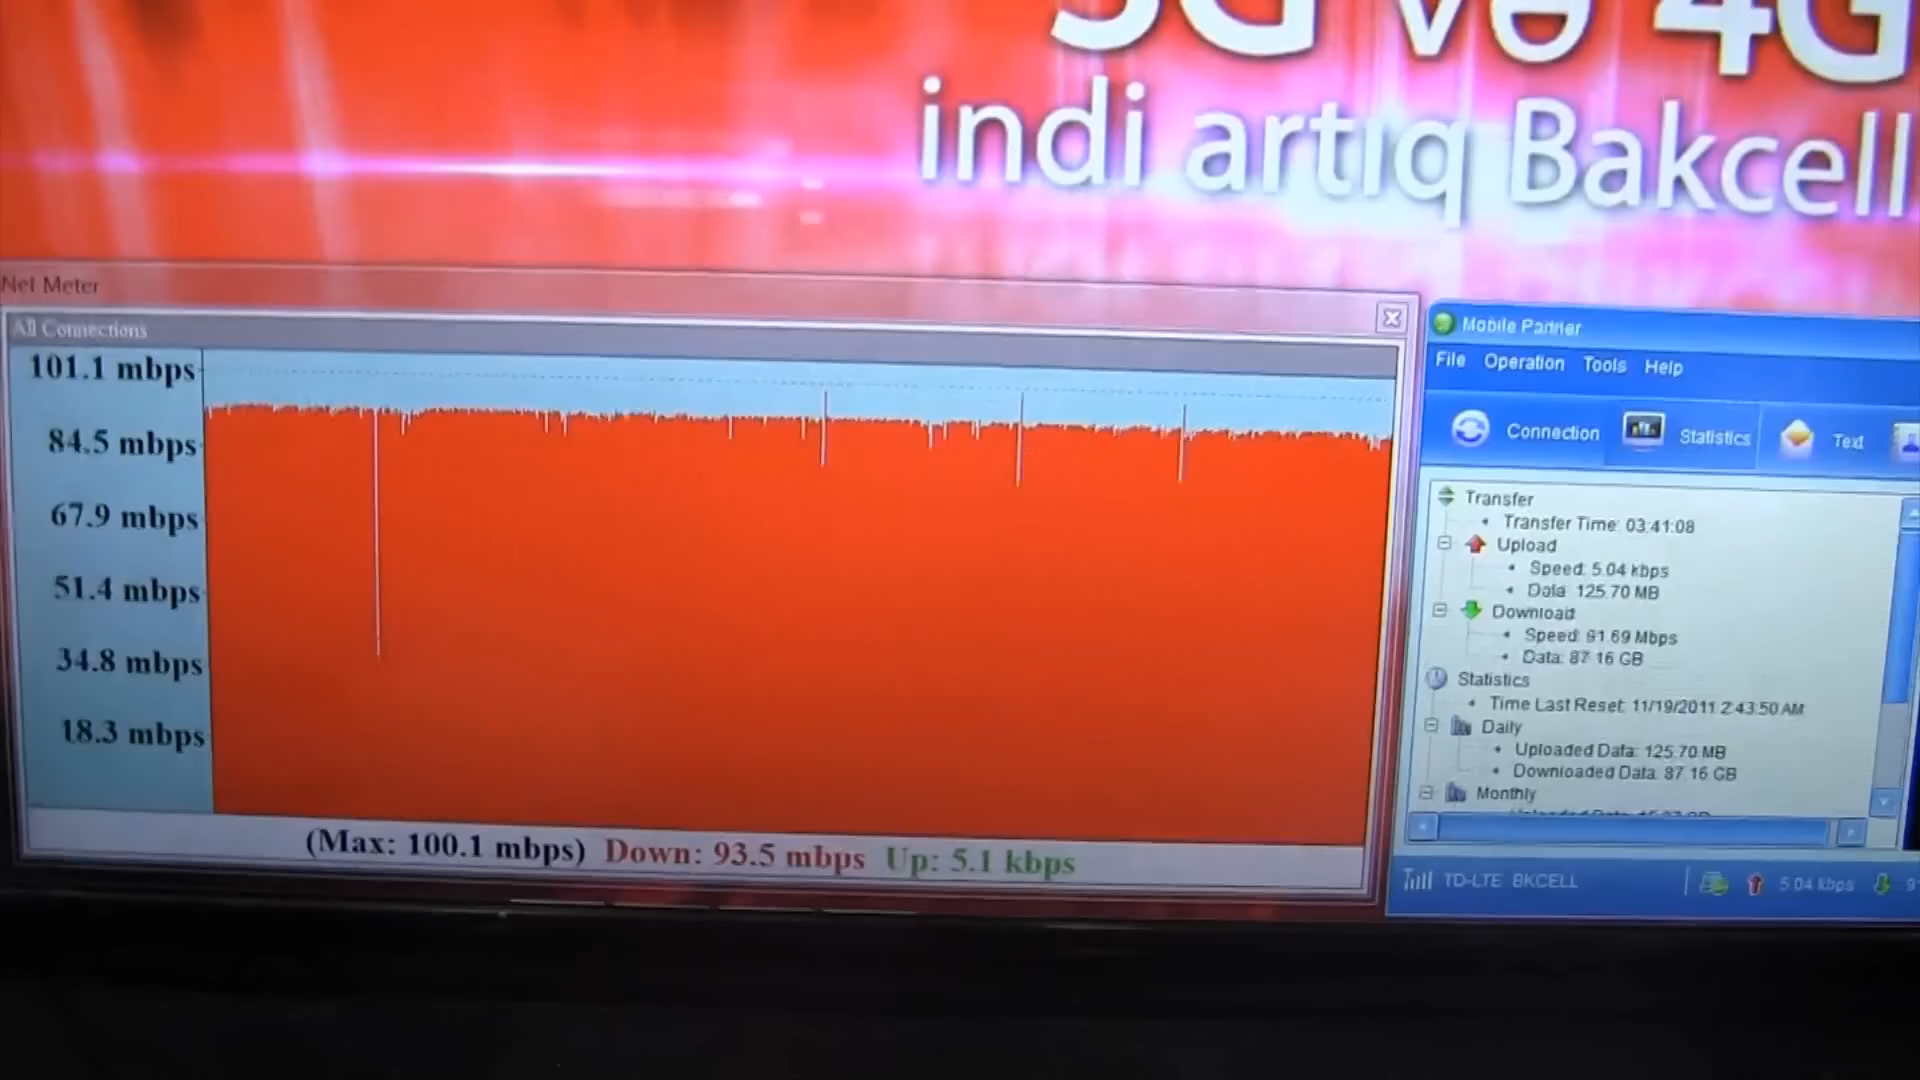 3G və 4G
indi artıq Bakcell
Net Meter
All Connections
101.1 mbps
84.5 mbps
67.9 mbps
51.4 mbps
34.8 mbps
18.3 mbps
(Max: 100.1 mbps) Down: 93.5 mbps Up: 5.1 kbps
Mobile Partner
File Operation Tools Help
Connection Statistics Text
Transfer
Transfer Time: 03:41:08
Upload
Speed: 5.04 kbps
Data: 125.70 MB
Download
Speed: 91.69 Mbps
Data: 87.16 GB
Statistics
Time Last Reset: 11/19/2011 2:43:50 AM
Daily
Uploaded Data: 125.70 MB
Downloaded Data: 87.16 GB
Monthly
TD-LTE BKCELL
5.04 kbps